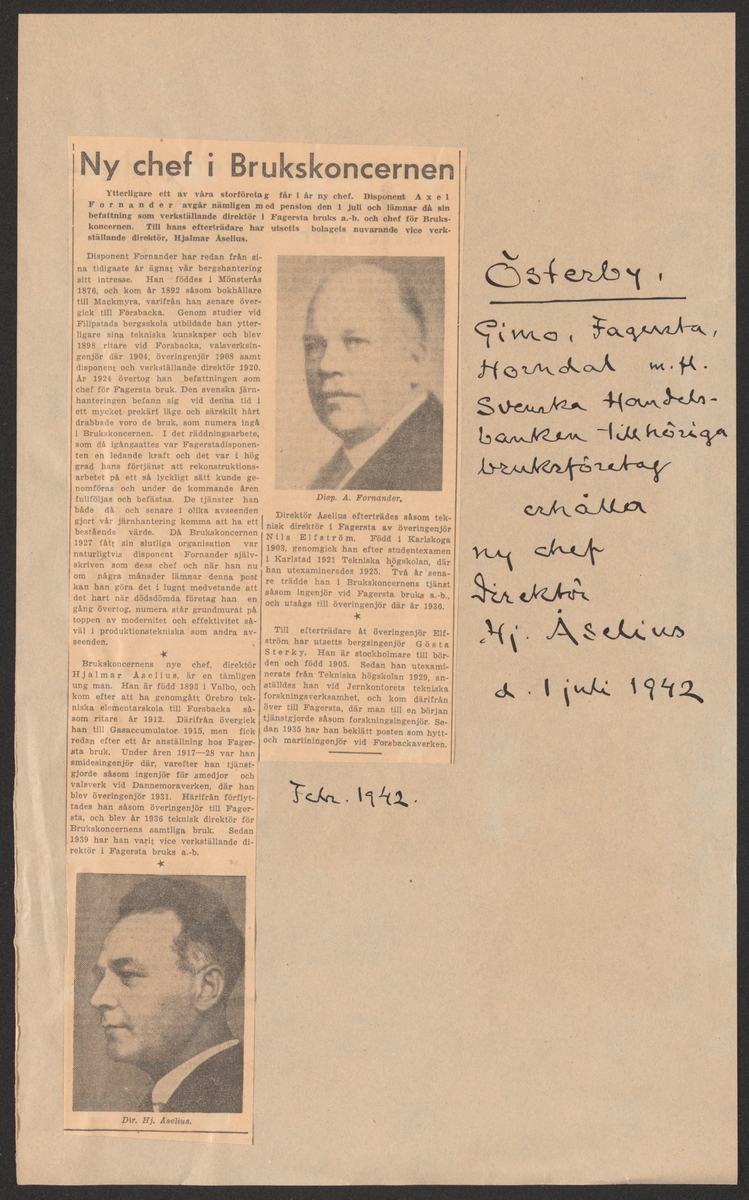 Ny chef i Brukskoncernen
Ytterligare ett av våra storföretag får i år ny chef. Disponent Axel
Fornander avgår nämligen med pension den 1 juli och lämnar då sin
befattning som verkställande direktör i Fagersta bruks a.-b. och chef för Bruks-
koncernen. Till hans efterträdare har utsetts bolagets nuvarande vice verk-
ställande direktör, Hjalmar Åselius.
Disponent Fornander har redan från si-
na tidigaste år ägnat vår bergshantering
sitt intresse. Han föddes i Mönsterås
1876, och kom år 1892 såsom bokhållare
till Mackmyra, varifrån han senare över-
gick till Forsbacka. Genom studier vid
Filipstads bergsskola utbildade han ytter-
ligare sina tekniska kunskaper och blev
1898 ritare vid Forsbacka, valsverksin-
genjör där 1904, överingenjör 1908 samt
disponent och verkställande direktör 1920.
År 1924 övertog han befattningen som
chef för Fagersta bruk. Den svenska järn-
hanteringen befann sig vid denna tid i
ett mycket prekärt läge och särskilt hårt
drabbade voro de bruk, som numera ingå
i Brukskoncernen. I det räddningsarbete,
som då igångsattes var Fagerstadisponen-
ten en ledande kraft och det var i hög
grad hans förtjänst att rekonstruktions-
arbetet på ett så lyckligt sätt kunde ge-
nomföras och under de kommande åren
fullföljas och befästas. De tjänster han
både då och senare i olika avseenden
gjort vår järnhantering komma att ha ett
bestående värde. Då Brukskoncernen
1927 fått sin slutliga organisation var
naturligtvis disponent Fornander själv-
skriven som dess chef och när han nu
om några månader lämnar denna post
kan han göra det i lugnt medvetande att
det hart när dödsdömda företag han en
gång övertog, numera står grundmurat på
toppen av modernitet och effektivitet så-
väl i produktionstekniska som andra av-
seenden.
★
Brukskoncernens nye chef, direktör
Hjalmar Åselius, är en tämligen
ung man. Han är född 1893 i Valbo, och
kom efter att ha genomgått Örebro tek-
niska elementarskola till Forsbacka så-
som ritare år 1912. Därifrån övergick
han till Gasaccumulator 1915, men fick
redan efter ett år anställning hos Fager-
sta bruk. Under åren 1917—28 var han
smidesingenjör där, varefter han tjänst-
gjorde såsom ingenjör för smedjor och
valsverk vid Dannemoraverken, där han
blev överingenjör 1931. Härifrån förflyt-
tades han såsom överingenjör till Fager-
sta, och blev år 1936 teknisk direktör för
Brukskoncernens samtliga bruk. Sedan
1939 har han varit vice verkställande di-
rektör i Fagersta bruks a.-b.
★
Dir. Hj. Åselius.
Disp. A. Fornander.
Direktör Åselius efterträdes såsom tek-
nisk direktör i Fagersta av överingenjör
Nils Elfström. Född i Karlskoga
1903, genomgick han efter studentexamen
i Karlstad 1921 Tekniska högskolan, där
han utexaminerades 1925. Två år sena-
re trädde han i Brukskoncernens tjänst
såsom ingenjör vid Fagersta bruks a.-b.,
och utsågs till överingenjör där år 1936.
★
Till efterträdare åt överingenjör Elf-
ström har utsetts bergsingenjör Gösta
Sterky. Han är stockholmare till bör-
den och född 1905. Sedan han utexami-
nerats från Tekniska högskolan 1929, an-
ställdes han vid Jernkontorets tekniska
forskningsverksamhet, och kom därifrån
över till Fagersta, där man till en början
tjänstgjorde såsom forskningsingenjör. Se-
dan 1935 har han beklätt posten som hytt-
och martiningenjör vid Forsbackaverken.
Febr. 1942.
Österby.
Gimo, Fagersta,
Horndal m.fl.
Svenska Handels-
banken tillhöriga
bruksföretag
erhålla
ny chef
Direktör
Hj. Åselius
d. 1 juli 1942